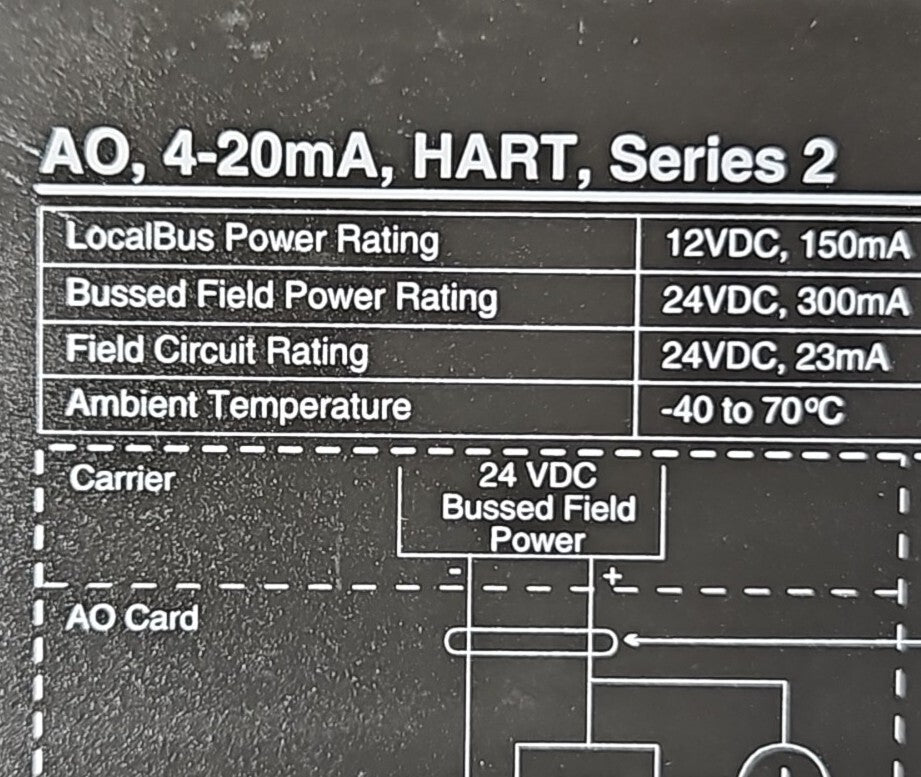 AO, 4-20mA, HART, Series 2
LocalBus Power Rating 12VDC, 150mA
Bussed Field Power Rating 24VDC, 300mA
Field Circuit Rating 24VDC, 23mA
Ambient Temperature -40 to 70ºC
Carrier
24 VDC
Bussed Field
Power
- +
AO Card